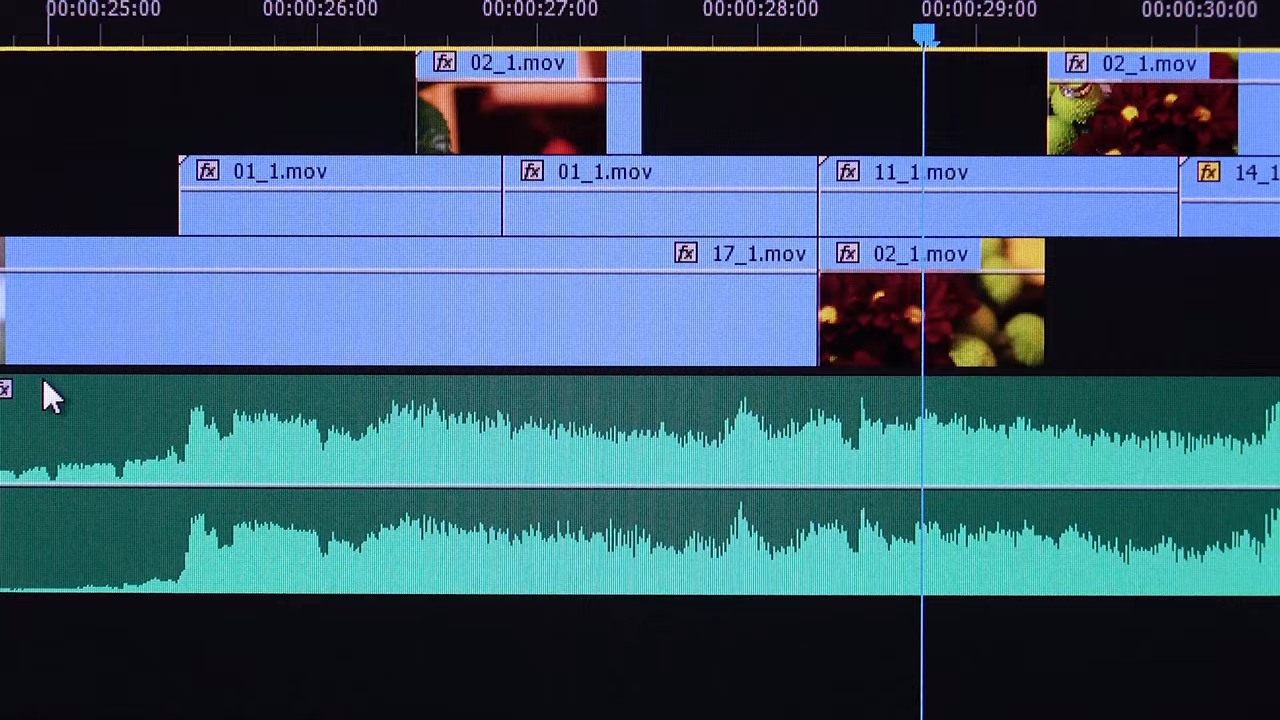 00:00:25:00 00:00:26:00 00:00:27:00 00:00:28:00 00:00:29:00 00:00:30:00
fx 02_1.mov fx 02_1.mov
fx 01_1.mov fx 01_1.mov fx 11_1.mov fx 14_1
fx 17_1.mov fx 02_1.mov
fx